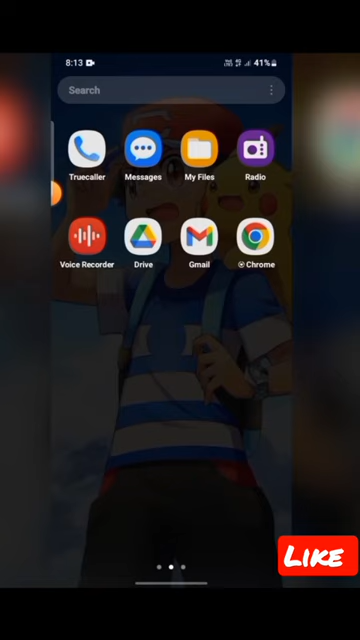 8:13
41%
Search
Truecaller
Messages
My Files
Radio
Voice Recorder
Drive
Gmail
Chrome
LIKE